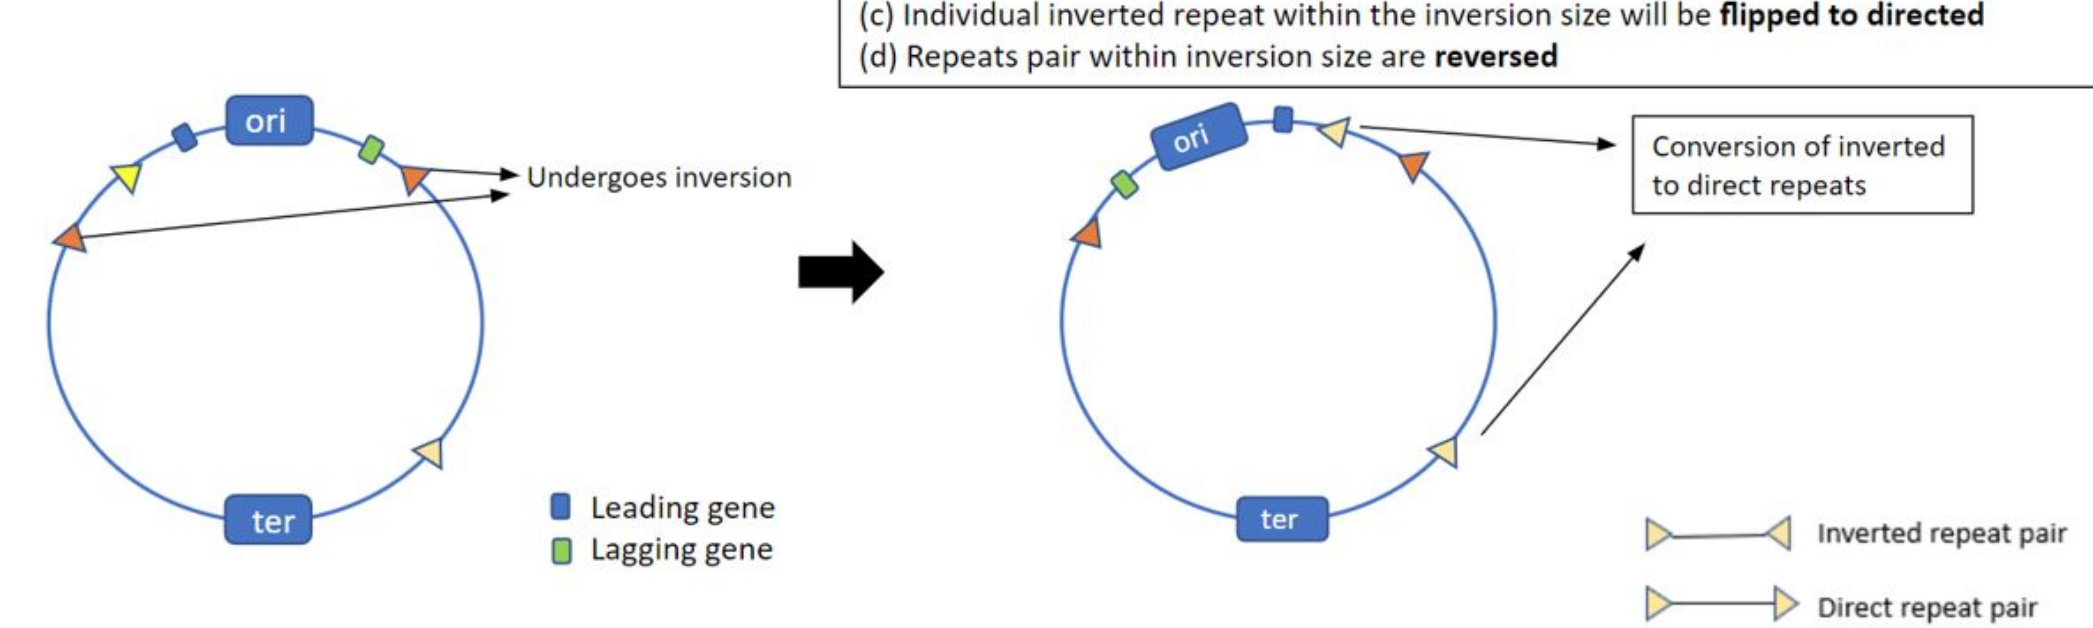 (c) Individual inverted repeat within the inversion size will be flipped to directed
(d) Repeats pair within inversion size are reversed
ori
Undergoes inversion
ter
Leading gene
Lagging gene
ori
Conversion of inverted
to direct repeats
ter
Inverted repeat pair
Direct repeat pair